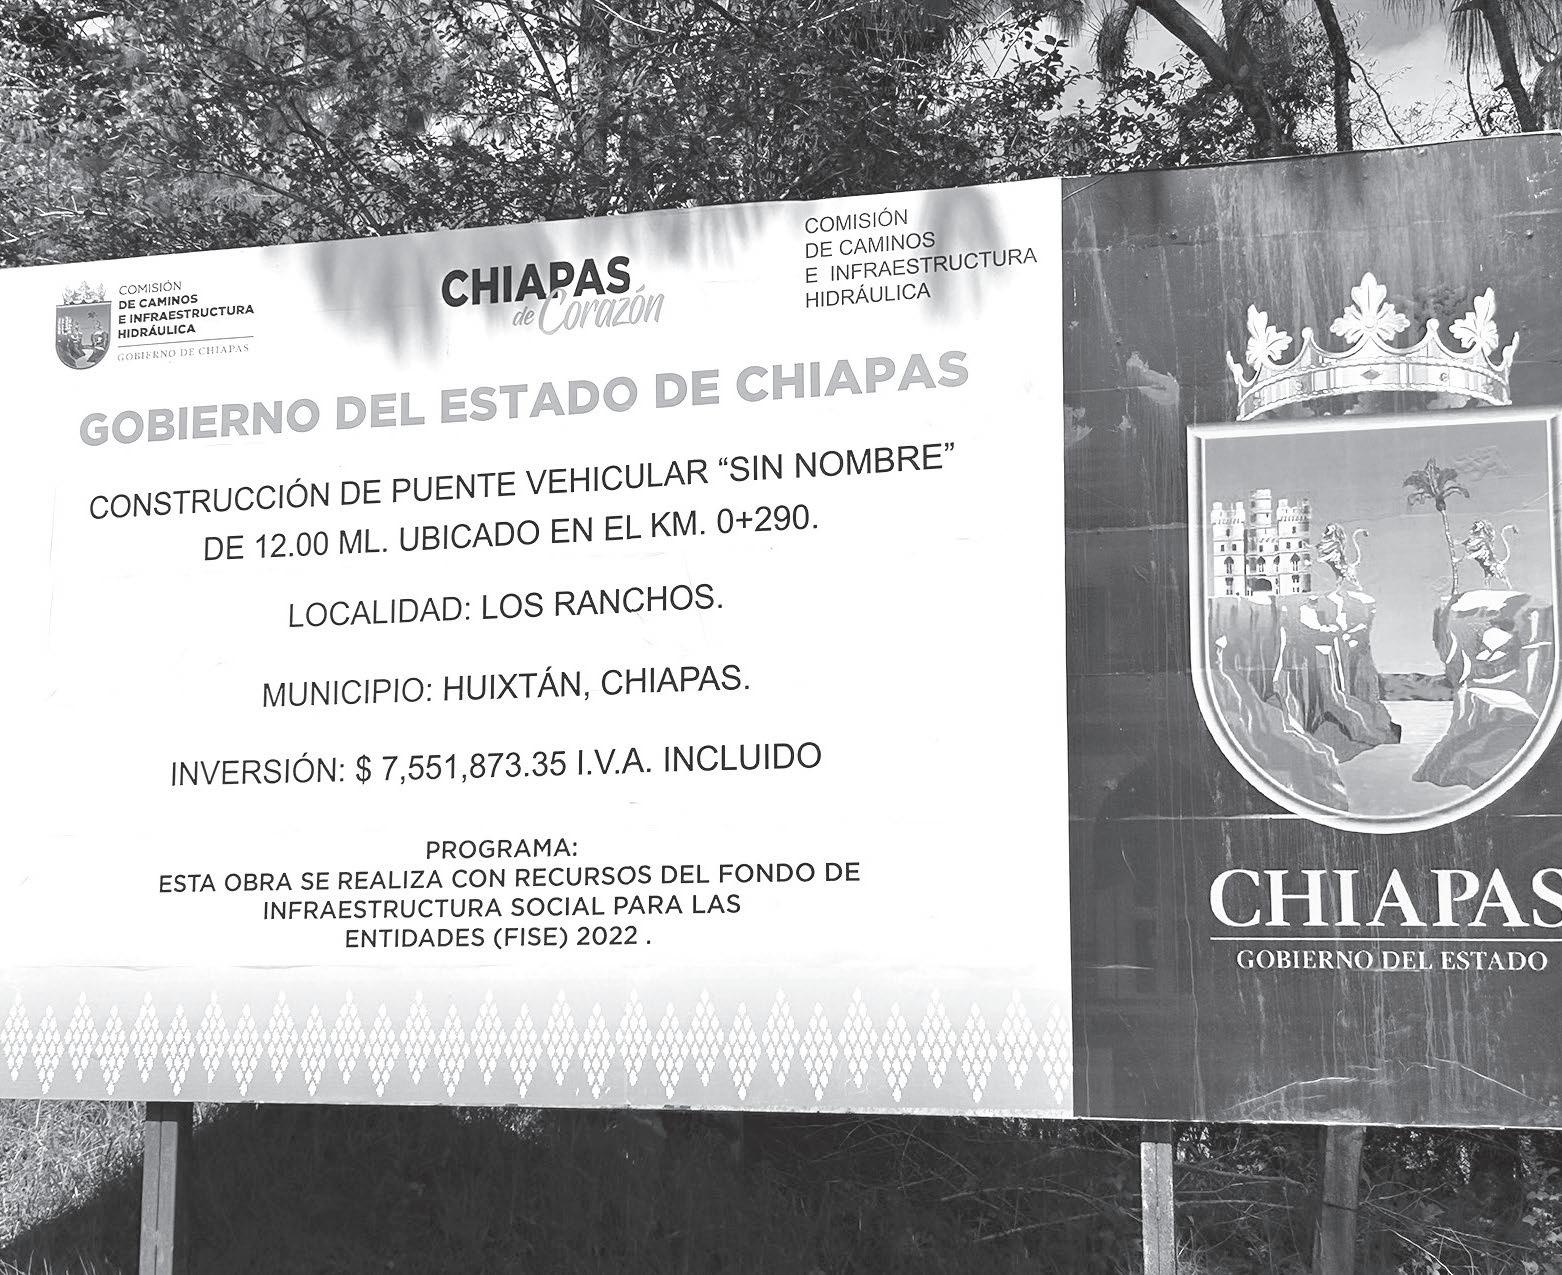 COMISIÓN
DE CAMINOS
E INFRAESTRUCTURA
HIDRÁULICA
GOBIERNO DE CHIAPAS
CHIAPAS
de Corazón
COMISIÓN
DE CAMINOS
E INFRAESTRUCTURA
HIDRÁULICA
GOBIERNO DEL ESTADO DE CHIAPAS
CONSTRUCCIÓN DE PUENTE VEHICULAR “SIN NOMBRE”
DE 12.00 ML. UBICADO EN EL KM. 0+290.
LOCALIDAD: LOS RANCHOS.
MUNICIPIO: HUIXTÁN, CHIAPAS.
INVERSIÓN: $ 7,551,873.35 I.V.A. INCLUIDO
PROGRAMA:
ESTA OBRA SE REALIZA CON RECURSOS DEL FONDO DE
INFRAESTRUCTURA SOCIAL PARA LAS
ENTIDADES (FISE) 2022 .
CHIAPAS
GOBIERNO DEL ESTADO